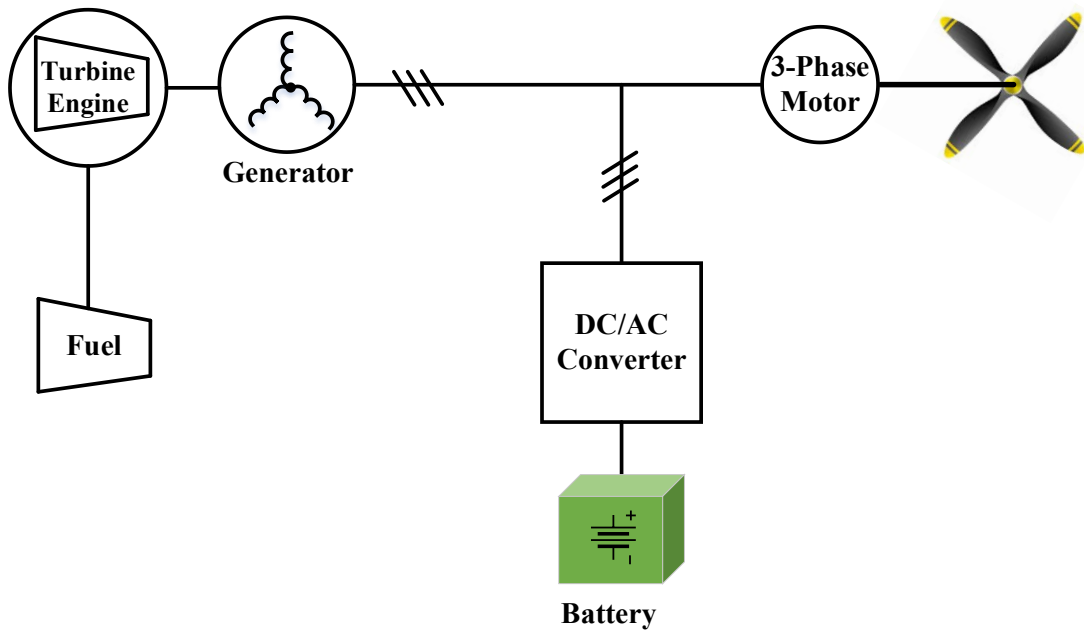 Turbine
Engine
Generator
3-Phase
Motor
Fuel
DC/AC
Converter
+
-
Battery